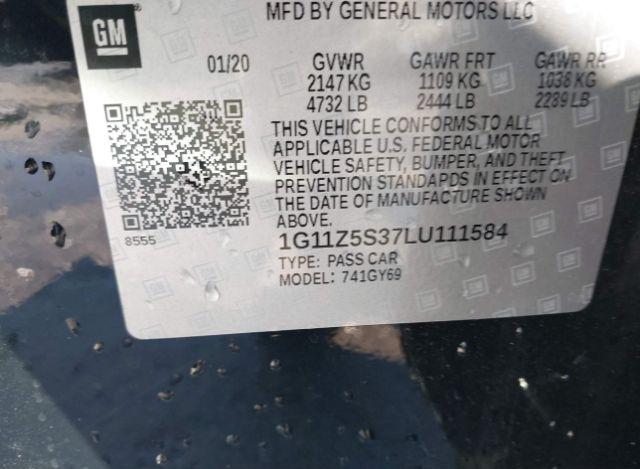 MFD BY GENERAL MOTORS LLC
GM
01/20 GVWR GAWR FRT GAWR RR
2147 KG 1109 KG 1038 KG
4732 LB 2444 LB 2289 LB
THIS VEHICLE CONFORMS TO ALL
APPLICABLE U.S. FEDERAL MOTOR
VEHICLE SAFETY, BUMPER, AND THEFT
PREVENTION STANDARDS IN EFFECT ON
THE DATE OF MANUFACTURE SHOWN
ABOVE.
8555
1G11Z5S37LU111584
TYPE: PASS CAR
MODEL: 741GY69